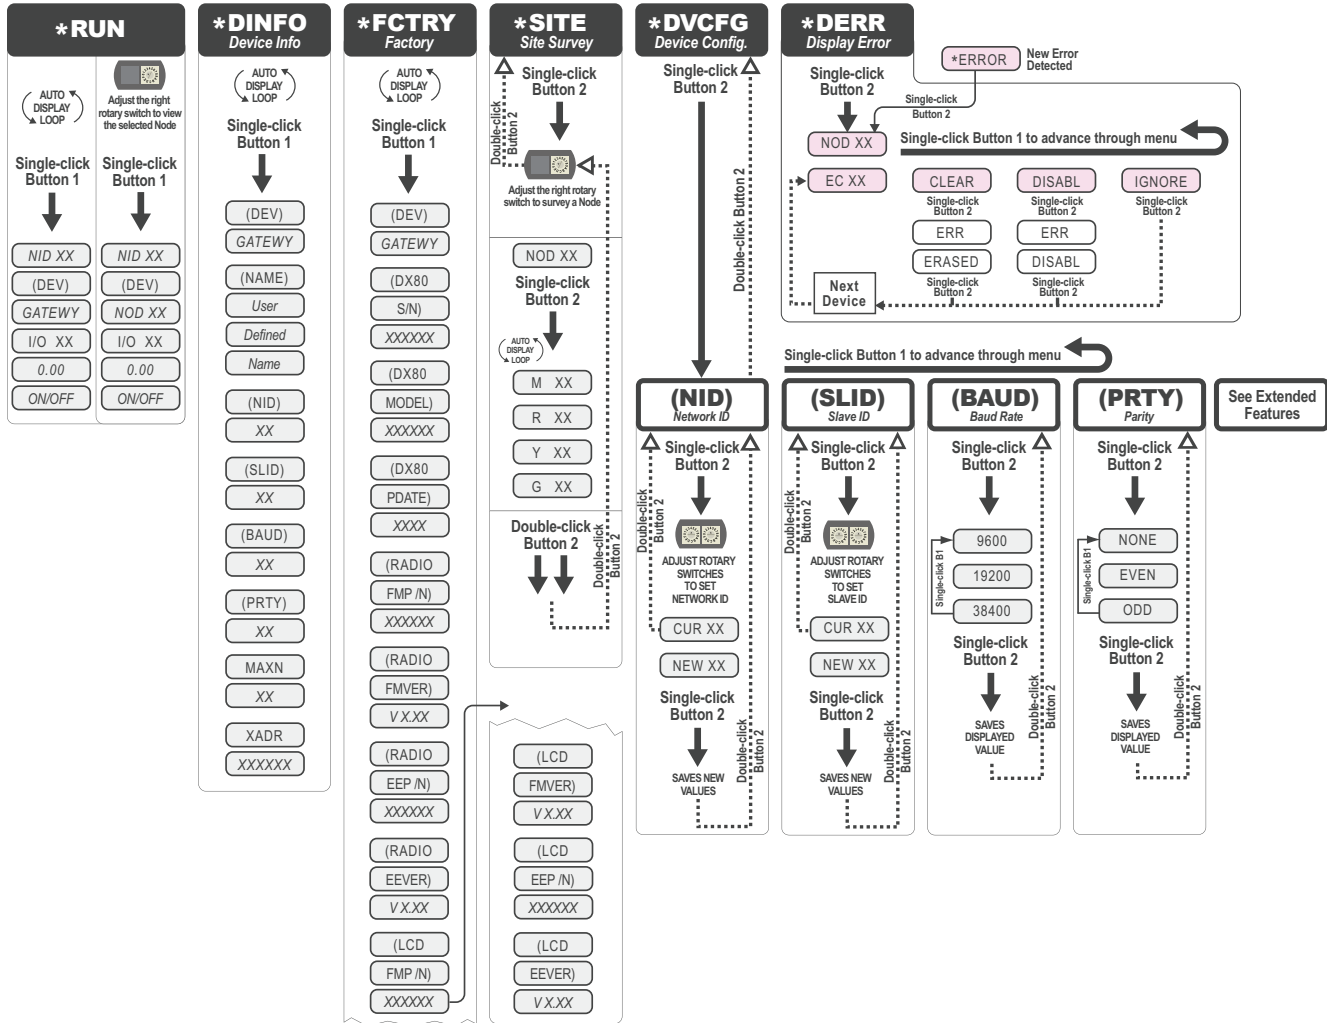 *RUN
AUTO
DISPLAY
LOOP
Single-click
Button 1
NID XX
(DEV)
GATEWY
I/O XX
0.00
ON/OFF
Adjust the right
rotary switch to view
the selected Node
Single-click
Button 1
NID XX
(DEV)
NOD XX
I/O XX
0.00
ON/OFF
*DINFO
Device Info
AUTO
DISPLAY
LOOP
Single-click
Button 1
(DEV)
GATEWY
(NAME)
User
Defined
Name
(NID)
XX
(SLID)
XX
(BAUD)
XX
(PRTY)
XX
MAXN
XX
XADR
XXXXXX
*FCTRY
Factory
AUTO
DISPLAY
LOOP
Single-click
Button 1
(DEV)
GATEWY
(DX80
S/N)
XXXXXX
(DX80
MODEL)
XXXXXX
(DX80
PDATE)
XXXX
(RADIO
FMP /N)
XXXXXX
(RADIO
FMVER)
V X.XX
(RADIO
EEP /N)
XXXXXX
(RADIO
EEVER)
V X.XX
(LCD
FMP /N)
XXXXXX
(LCD
FMVER)
V X.XX
(LCD
EEP /N)
XXXXXX
(LCD
EEVER)
V X.XX
*SITE
Site Survey
Single-click
Button 2
Double-click
Button 2
Adjust the right rotary
switch to survey a Node
NOD XX
Single-click
Button 2
AUTO
DISPLAY
LOOP
M XX
R XX
Y XX
G XX
Double-click
Button 2
Double-click
Button 2
*DVCFG
Device Config.
Single-click
Button 2
Double-click Button 2
(NID)
Network ID
Single-click
Button 2
Double-click
Button 2
ADJUST ROTARY
SWITCHES
TO SET
NETWORK ID
CUR XX
NEW XX
Single-click
Button 2
SAVES NEW
VALUES
Double-click
Button 2
*DERR
Display Error
Single-click
Button 2
*ERROR
New Error
Detected
Single-click
Button 2
NOD XX
Single-click Button 1 to advance through menu
EC XX
CLEAR
Single-click
Button 2
ERR
ERASED
Single-click
Button 2
DISABL
Single-click
Button 2
ERR
DISABL
Single-click
Button 2
IGNORE
Single-click
Button 2
Next
Device
Single-click Button 1 to advance through menu
(SLID)
Slave ID
Single-click
Button 2
Double-click
Button 2
ADJUST ROTARY
SWITCHES
TO SET
SLAVE ID
CUR XX
NEW XX
Single-click
Button 2
SAVES NEW
VALUES
Double-click
Button 2
(BAUD)
Baud Rate
Single-click
Button 2
9600
19200
38400
Single-click B1
Single-click
Button 2
SAVES
DISPLAYED
VALUE
Double-click
Button 2
(PRTY)
Parity
Single-click
Button 2
NONE
EVEN
ODD
Single-click B1
Single-click
Button 2
SAVES
DISPLAYED
VALUE
Double-click
Button 2
See Extended
Features